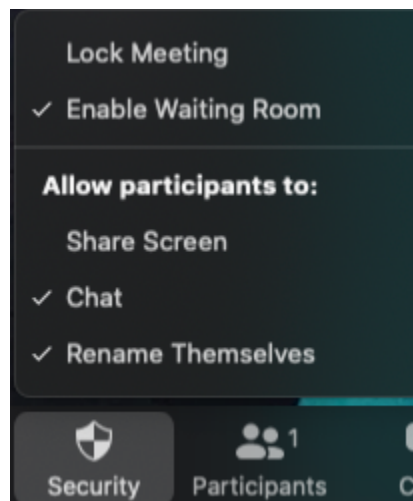 Lock Meeting
✓ Enable Waiting Room
Allow participants to:
Share Screen
✓ Chat
✓ Rename Themselves
1
Security
Participants